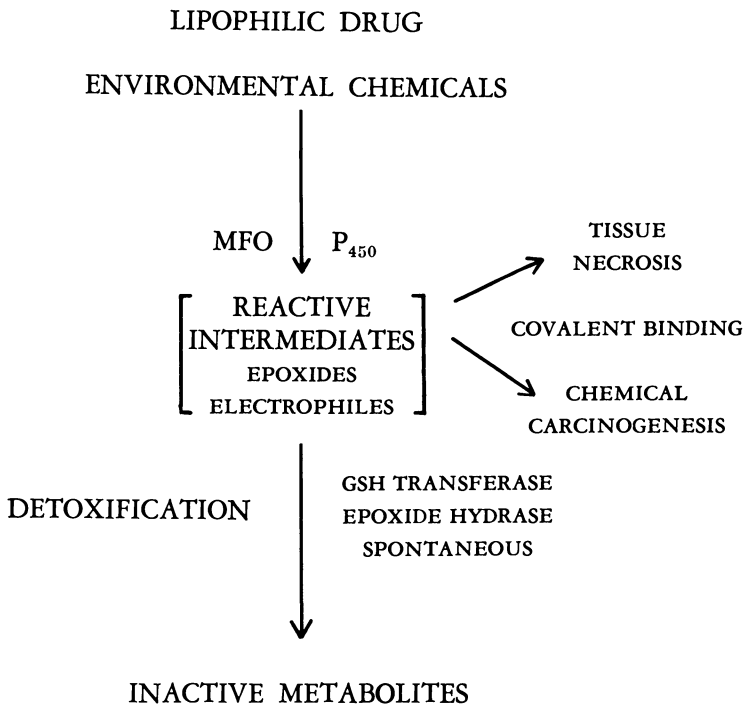 LIPOPHILIC DRUG
ENVIRONMENTAL CHEMICALS
MFO P450
REACTIVE
INTERMEDIATES
EPOXIDES
ELECTROPHILES
TISSUE
NECROSIS
COVALENT BINDING
CHEMICAL
CARCINOGENESIS
DETOXIFICATION
GSH TRANSFERASE
EPOXIDE HYDRASE
SPONTANEOUS
INACTIVE METABOLITES